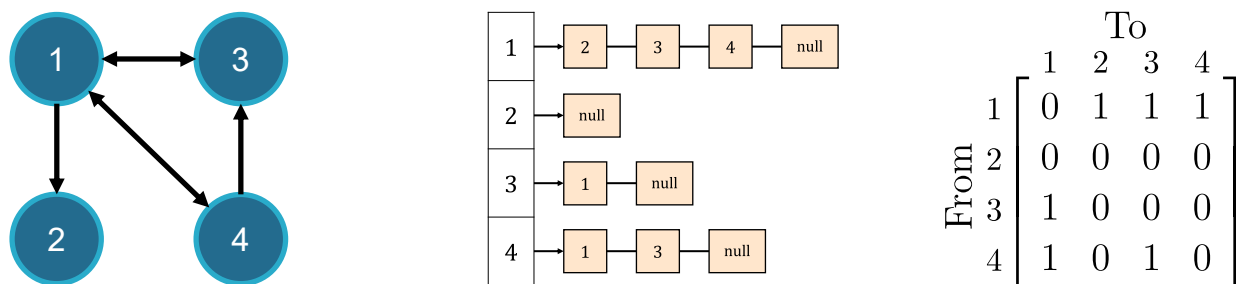 1
3
2
4
1 2 3 4 null
2 null
3 1 null
4 1 3 null
To
1 2 3 4
From
1 0 1 1 1
2 0 0 0 0
3 1 0 0 0
4 1 0 1 0